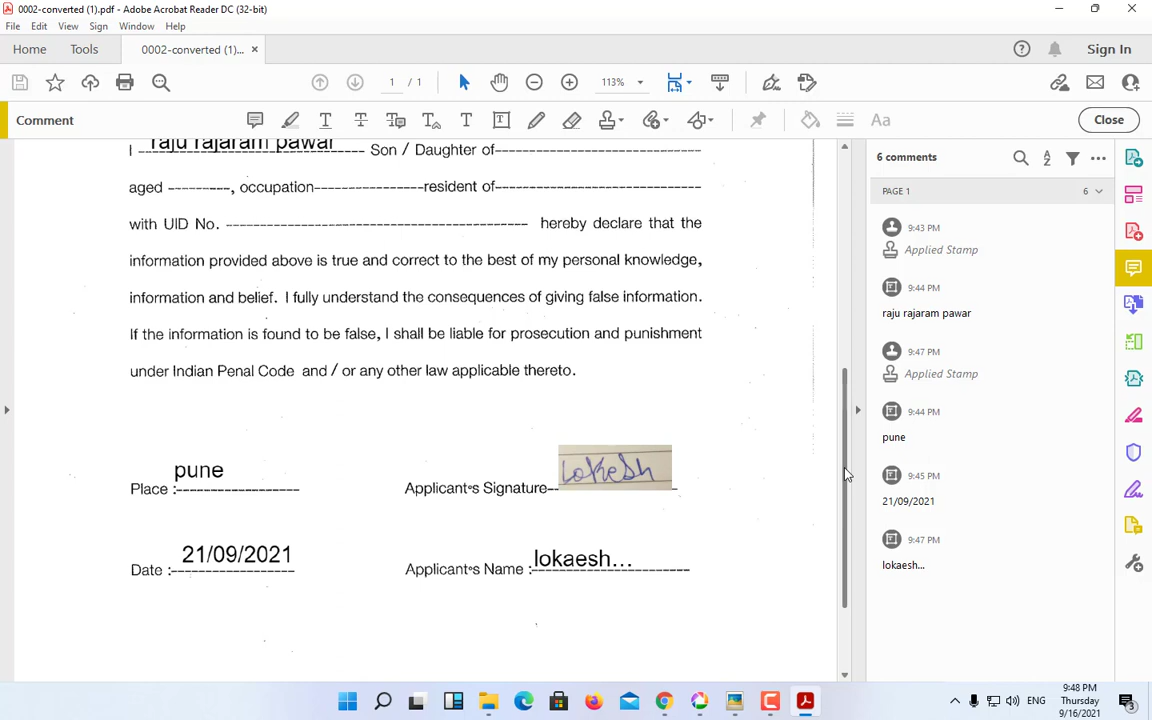 0002-converted (1).pdf - Adobe Acrobat Reader DC (32-bit)
File Edit View Sign Window Help
Home Tools 0002-converted (1)... × Sign In
1 / 1 113%
Comment Close
I raju rajaram pawar Son / Daughter of
aged ---------, occupation----------------resident of------------------------------
with UID No. -------------------------------------------- hereby declare that the
information provided above is true and correct to the best of my personal knowledge,
information and belief. I fully understand the consequences of giving false information.
If the information is found to be false, I shall be liable for prosecution and punishment
under Indian Penal Code and / or any other law applicable thereto.
pune lokesh
Place :------------------ Applicant's Signature--
21/09/2021 lokaesh...
Date :------------------ Applicant's Name :-----------------------
6 comments
PAGE 1 6
9:43 PM
Applied Stamp
9:44 PM
raju rajaram pawar
9:47 PM
Applied Stamp
9:44 PM
pune
9:45 PM
21/09/2021
9:47 PM
lokaesh...
ENG
9:48 PM
Thursday
9/16/2021
3